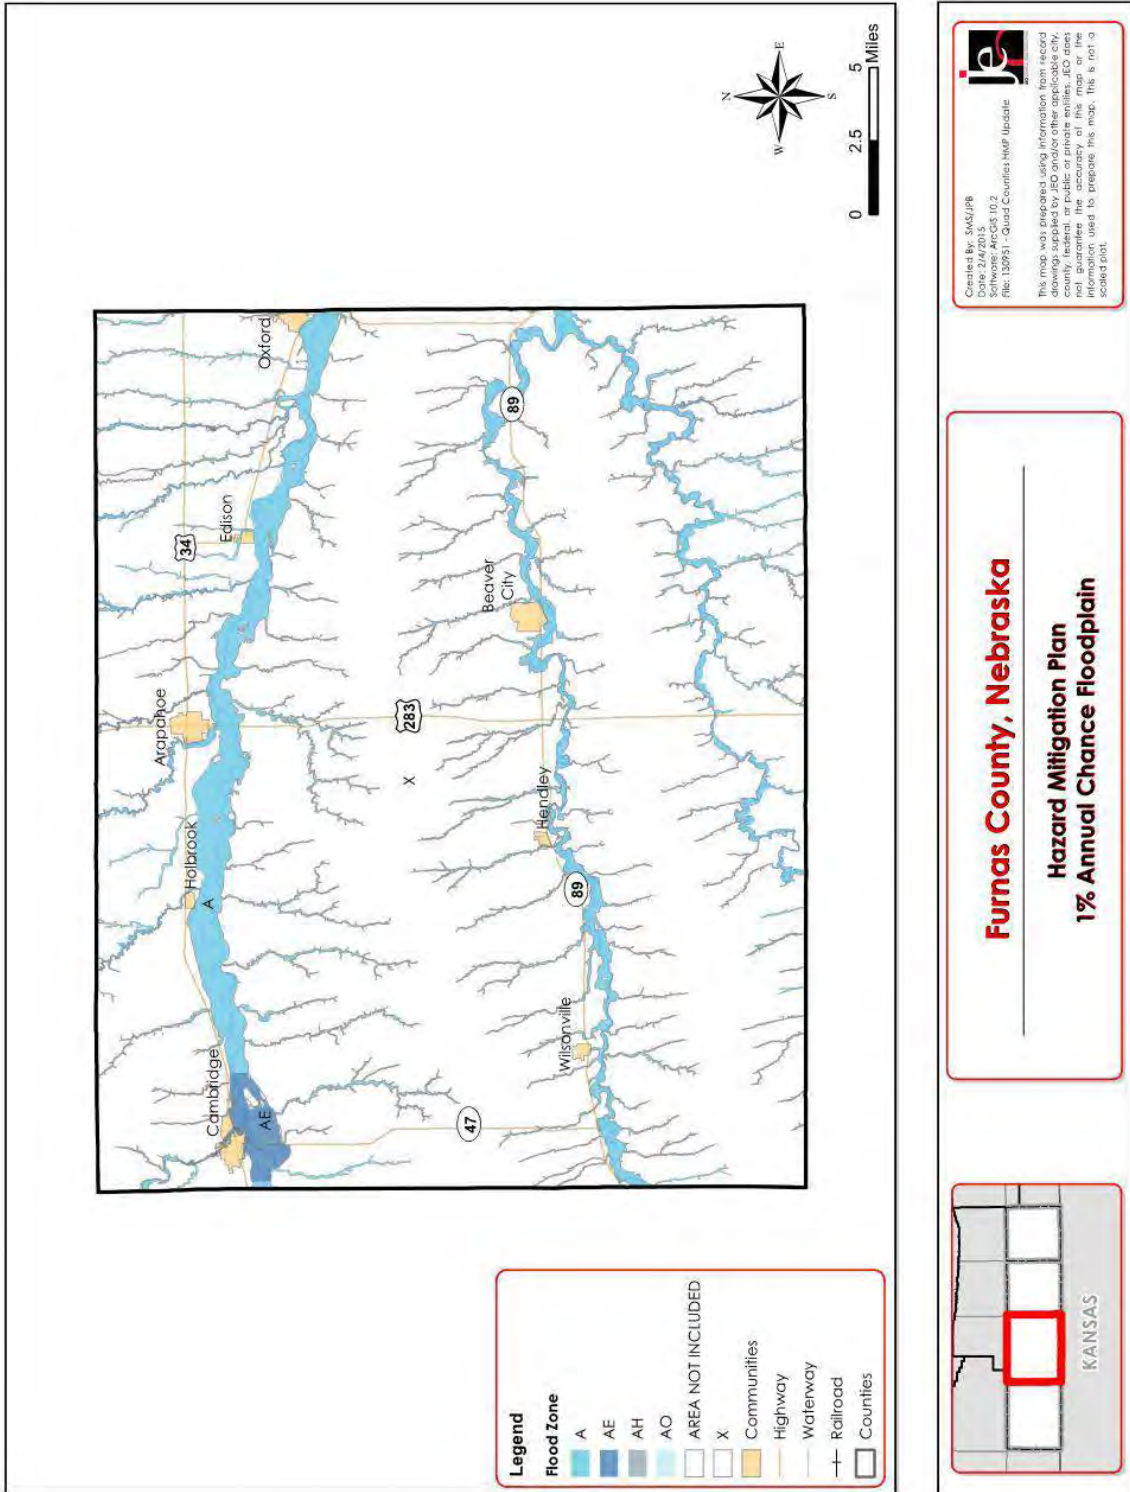 N
W
E
S
0
2.5
5
Miles
Oxford
Edison
34
Arapahoe
Holbrook
A
Cambridge
AE
89
Beaver
City
283
X
Hendley
89
Wilsonville
47
Legend
Flood Zone
A
AE
AH
AO
AREA NOT INCLUDED
X
Communities
Highway
Waterway
Railroad
Counties
KANSAS
Furnas County, Nebraska
Hazard Mitigation Plan
1% Annual Chance Floodplain
Created By: SMS/JPB
Date: 2/4/2015
Software: ArcGIS 10.2
File: 130951 - Quad Counties HMP Update
This map was prepared using information from record
drawings supplied by JEO and/or other applicable city,
county, federal, or public or private entities. JEO does
not guarantee the accuracy of this map or the
information used to prepare this map. This is not a
scaled plat.